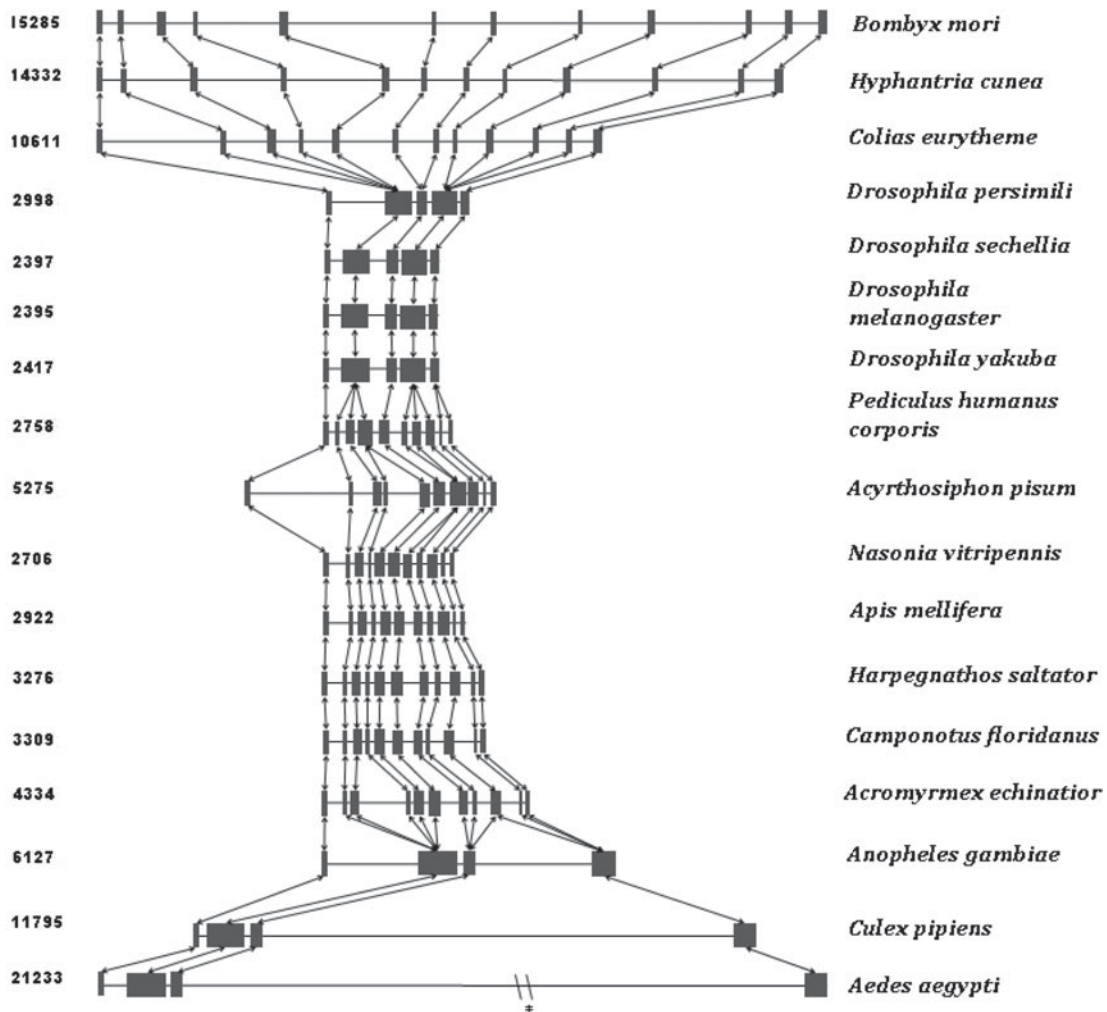 15285 Bombyx mori
14332 Hyphantria cunea
10611 Colias eurytheme
2998 Drosophila persimili
2397 Drosophila sechellia
2395 Drosophila
melanogaster
2417 Drosophila yakuba
2758 Pediculus humanus
corporis
5275 Acyrthosiphon pisum
2706 Nasonia vitripennis
2922 Apis mellifera
3276 Harpegnathos saltator
3309 Camponotus floridanus
4334 Acromyrmex echinatior
6127 Anopheles gambiae
11795 Culex pipiens
21233 Aedes aegypti
*